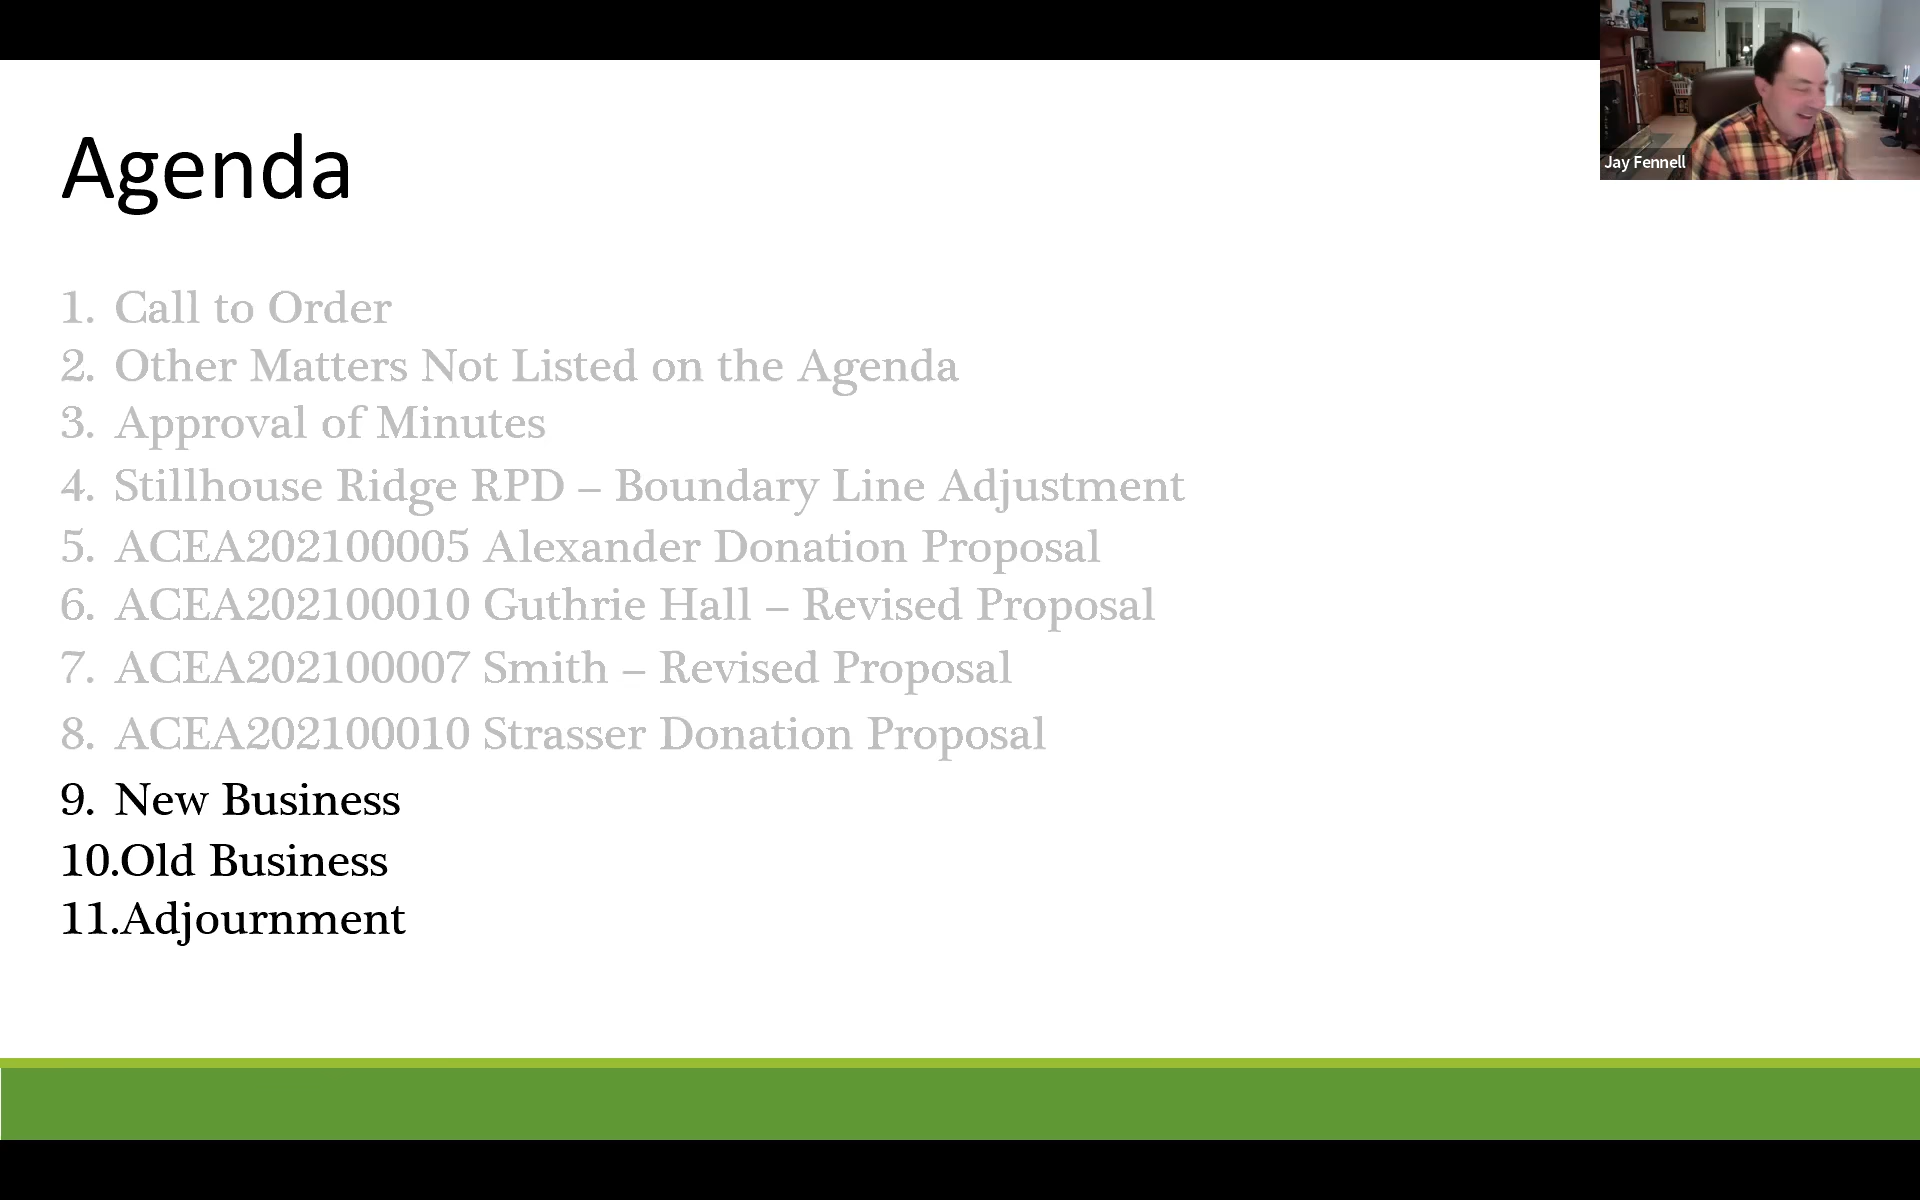 Agenda
Jay Fennell
1. Call to Order
2. Other Matters Not Listed on the Agenda
3. Approval of Minutes
4. Stillhouse Ridge RPD – Boundary Line Adjustment
5. ACEA202100005 Alexander Donation Proposal
6. ACEA202100010 Guthrie Hall – Revised Proposal
7. ACEA202100007 Smith – Revised Proposal
8. ACEA202100010 Strasser Donation Proposal
9. New Business
10.Old Business
11.Adjournment